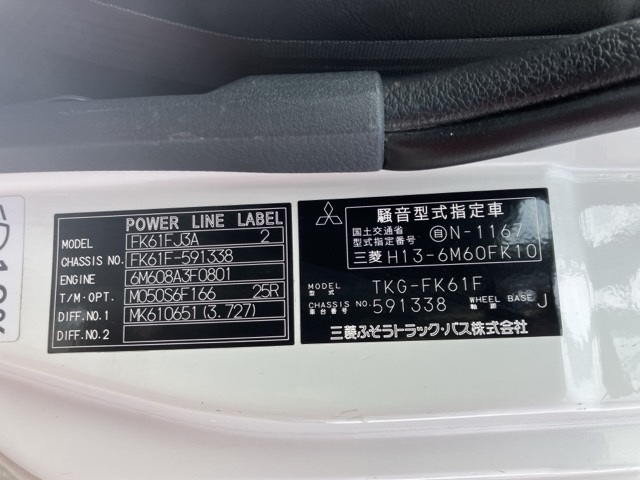 POWER LINE LABEL
MODEL FK61FJ3A 2
CHASSIS NO. FK61F-591338
ENGINE 6M608A3F0801
T/M・OPT. M050S6F166 25R
DIFF.NO.1 MK610651(3.727)
DIFF.NO.2
騒音型式指定車
国土交通省
型式指定番号 自N-1167
三菱 H13-6M60FK10
型式 MODEL TKG-FK61F
CHASSIS NO. 車台番号 591338 WHEEL BASE 軸距 J
三菱ふそうトラック・バス株式会社